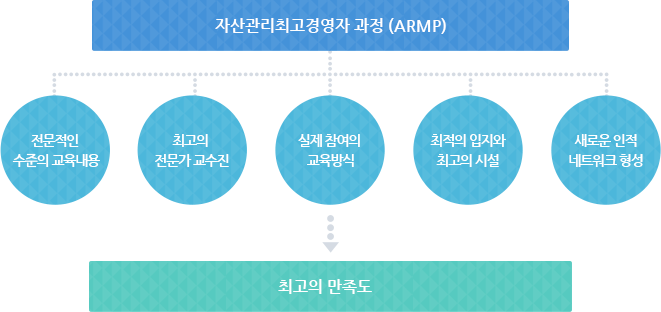 자산관리최고경영자 과정 (ARMP)
전문적인
수준의 교육내용
최고의
전문가 교수진
실제 참여의
교육방식
최적의 입지와
최고의 시설
새로운 인적
네트워크 형성
최고의 만족도